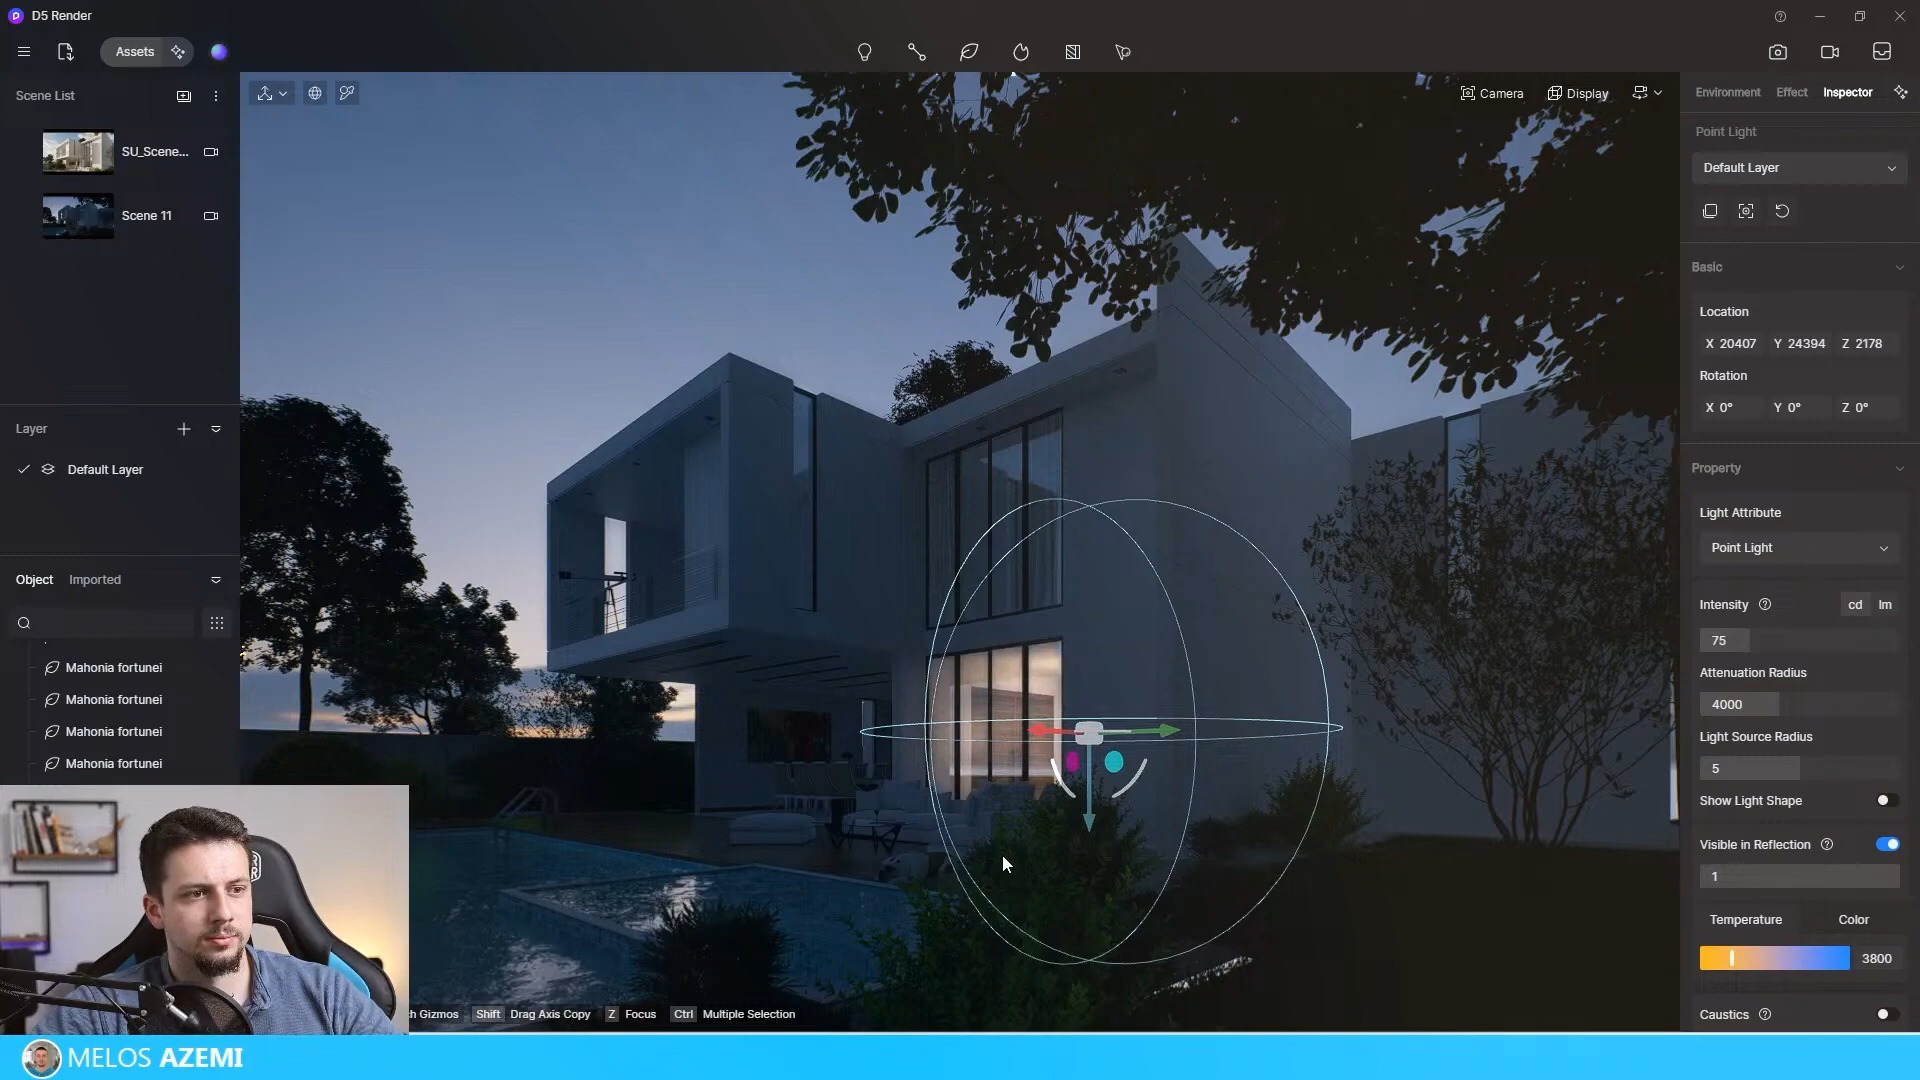 D5 Render
Assets
Scene List
SU_Scene...
Scene 11
Layer
Default Layer
Object Imported
Mahonia fortunei
Mahonia fortunei
Mahonia fortunei
Mahonia fortunei
Camera Display
Environment Effect Inspector
Point Light
Default Layer
Basic
Location
X 20407 Y 24394 Z 2178
Rotation
X 0° Y 0° Z 0°
Property
Light Attribute
Point Light
Intensity cd lm
75
Attenuation Radius
4000
Light Source Radius
5
Show Light Shape
Visible in Reflection
1
Temperature Color
3800
Caustics
Gizmos Shift Drag Axis Copy Z Focus Ctrl Multiple Selection
MELOS AZEMI